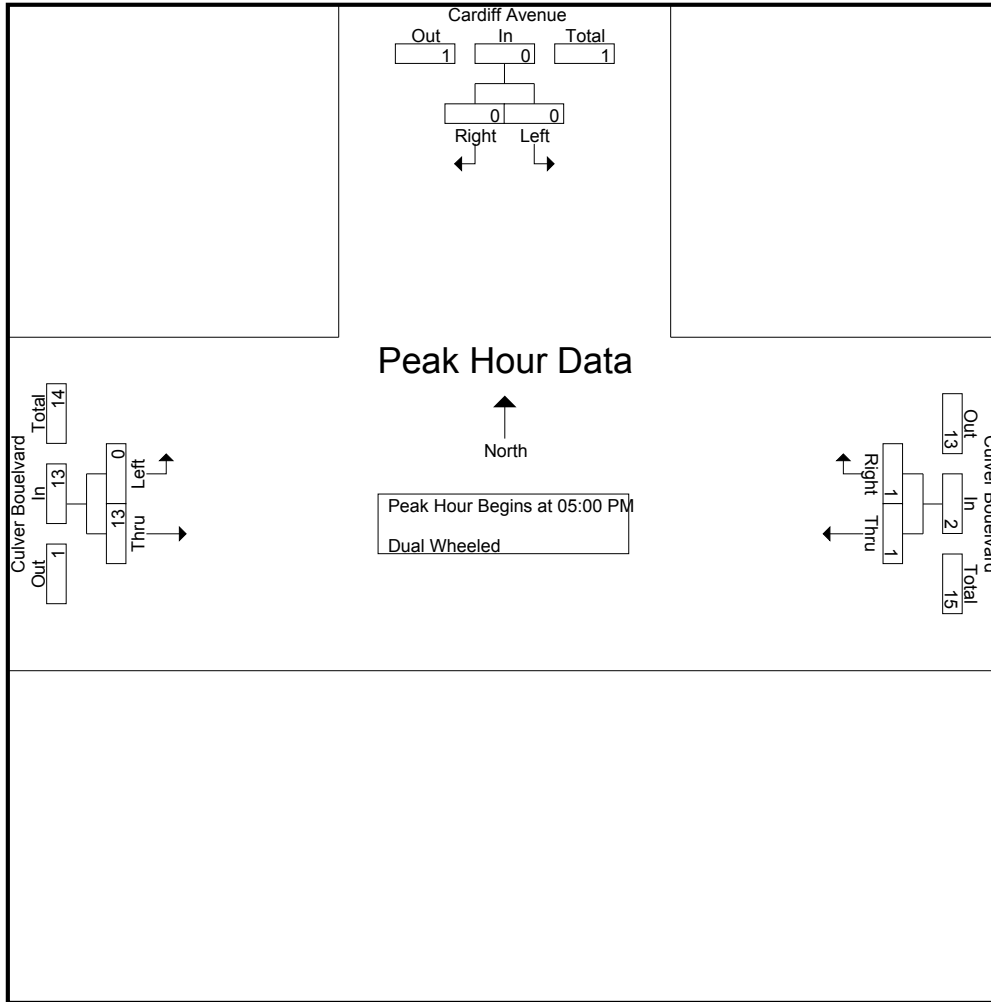 Cardiff Avenue
Out In Total
1 0 1
0 0
Right Left
Peak Hour Data
North
Peak Hour Begins at 05:00 PM
Dual Wheeled
Culver Bouelvard
Out In Total
1 13 14
13 0
Thru Left
Culver Bouelvard
Out In Total
13 2 15
1 1
Right Thru